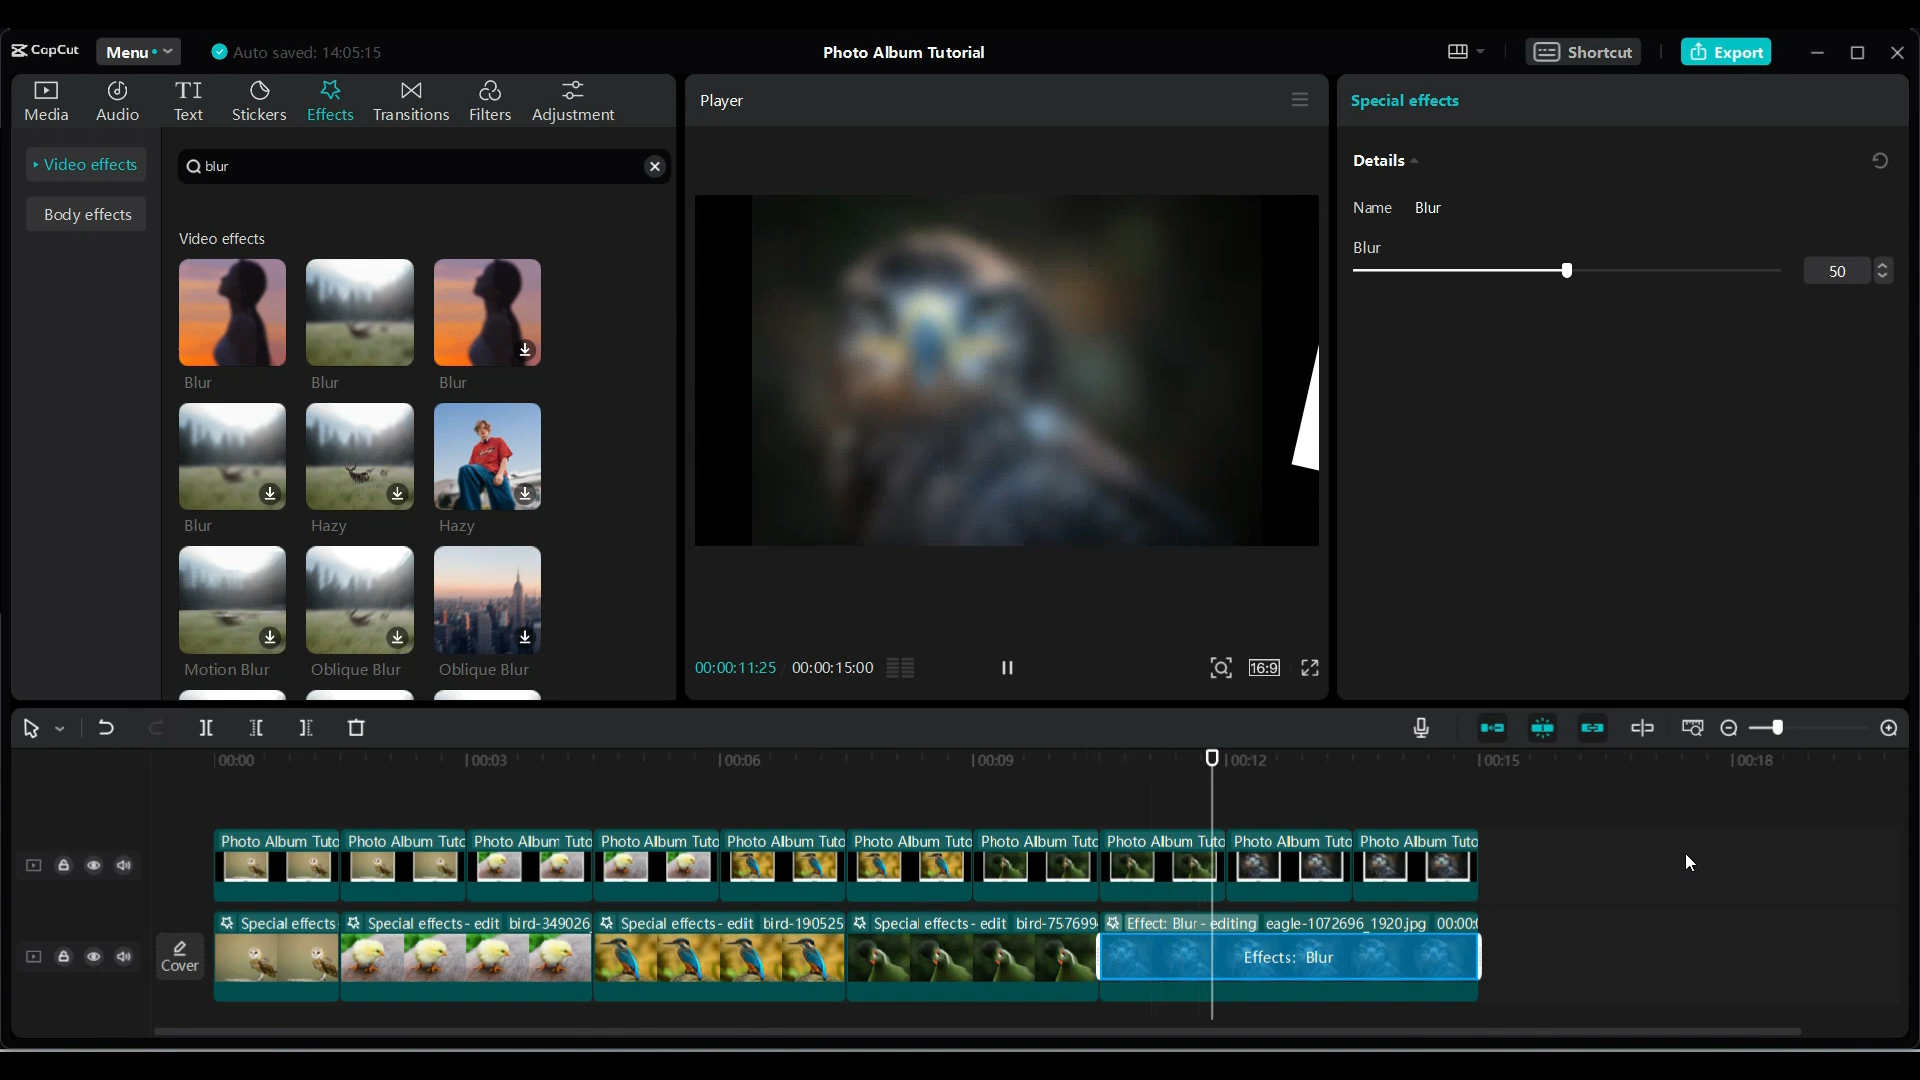 CapCut Menu Auto saved: 14:05:15 Photo Album Tutorial Shortcut Export
Media Audio Text Stickers Effects Transitions Filters Adjustment
Video effects
Body effects
blur
Video effects
Blur Blur Blur
Blur Hazy Hazy
Motion Blur Oblique Blur Oblique Blur
Player
00:00:11:25 00:00:15:00 16:9
Special effects
Details
Name Blur
Blur
50
00:00 00:03 00:06 00:09 00:12 00:15 00:18
Photo Album Tuto Photo Album Tutc Photo Album Tutc Photo Album Tuto Photo Album Tuto Photo Album Tuto Photo Album Tuto Photo Album Tuto Photo Album Tuto Photo Album Tuto
Cover
Special effects Special effects - edit bird-349026 Special effects - edit bird-190525 Special effects - edit bird-757699 Effect: Blur - editing eagle-1072696_1920.jpg 00:00:
Effects: Blur